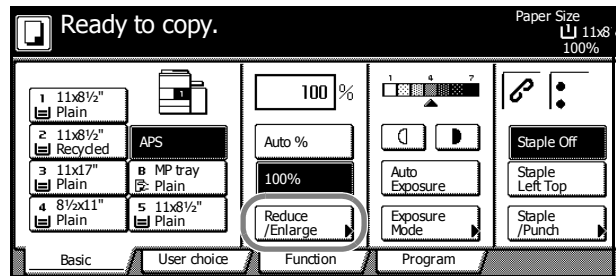 Ready to copy.
Paper Size
1 11x8
100%
1 11x8½"
Plain
2 11x8½"
Recycled
3 11x17"
Plain
4 8½x11"
Plain
1
APS
B MP tray
Plain
5 11x8½"
Plain
100 %
Auto %
100%
Reduce
/Enlarge
1 4 7
Auto
Exposure
Exposure
Mode
Staple Off
Staple
Left Top
Staple
/Punch
Basic
User choice
Function
Program